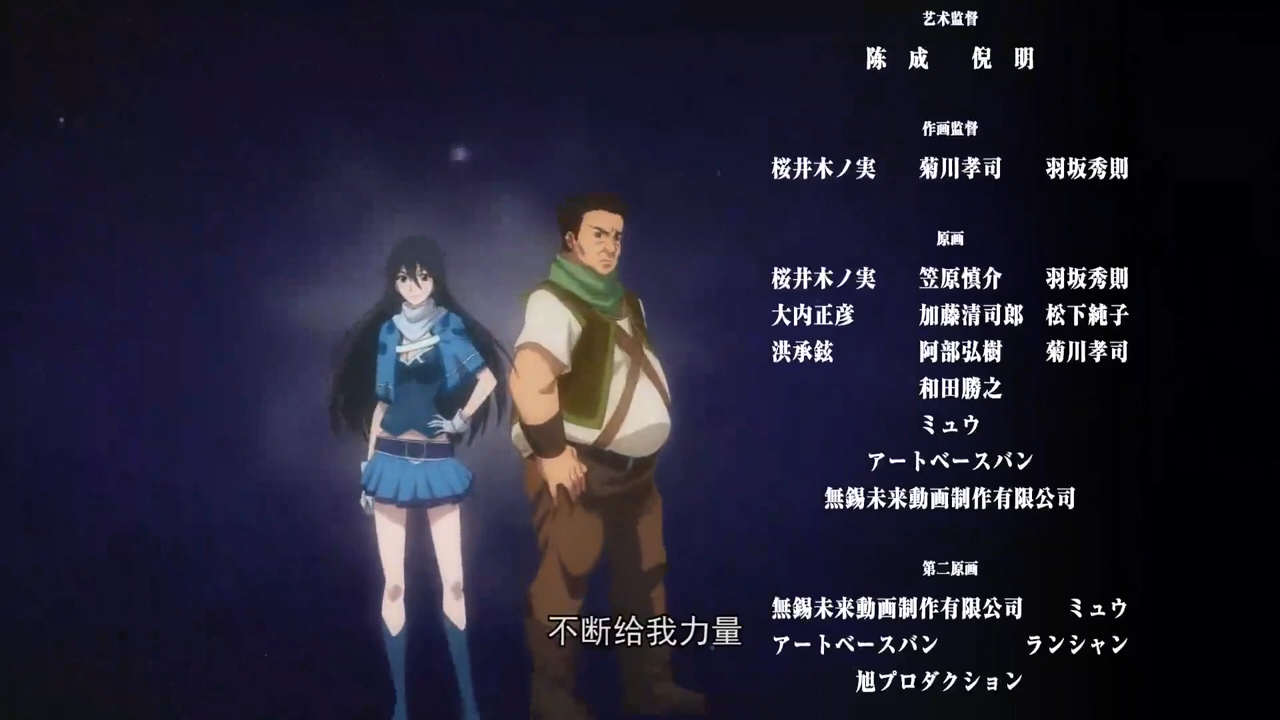 艺术监督
陈成 倪明
作画监督
桜井木ノ実 菊川孝司 羽坂秀則
原画
桜井木ノ実 笠原慎介 羽坂秀則
大内正彦 加藤清司郎 松下純子
洪承鉉 阿部弘樹 菊川孝司
和田勝之
ミュウ
アートベースバン
無錫未来動画制作有限公司
第二原画
無錫未来動画制作有限公司 ミュウ
アートベースバン ランシャン
旭プロダクション
不断给我力量